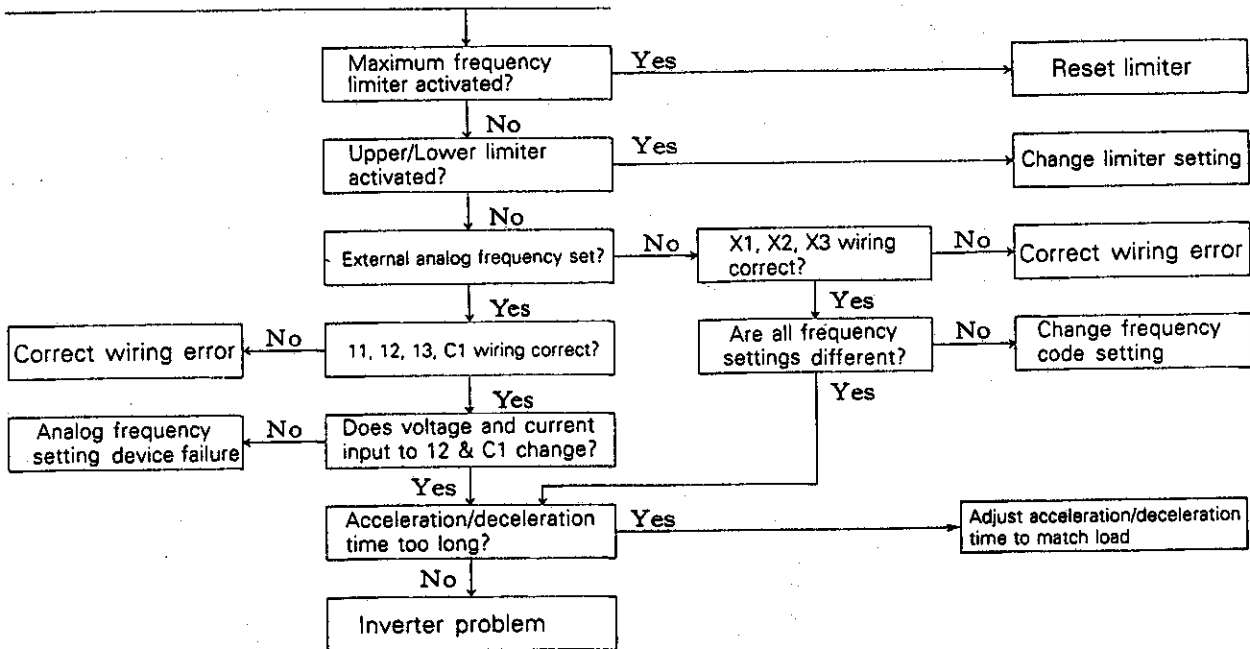 Maximum frequency
limiter activated?
Yes
Reset limiter
No
Upper/Lower limiter
activated?
Yes
Change limiter setting
No
External analog frequency set?
No
X1, X2, X3 wiring
correct?
No
Correct wiring error
Yes
Yes
Correct wiring error
No
11, 12, 13, C1 wiring correct?
Are all frequency
settings different?
No
Change frequency
code setting
Yes
Yes
Analog frequency
setting device failure
No
Does voltage and current
input to 12 & C1 change?
Yes
Acceleration/deceleration
time too long?
Yes
Adjust acceleration/deceleration
time to match load
No
Inverter problem